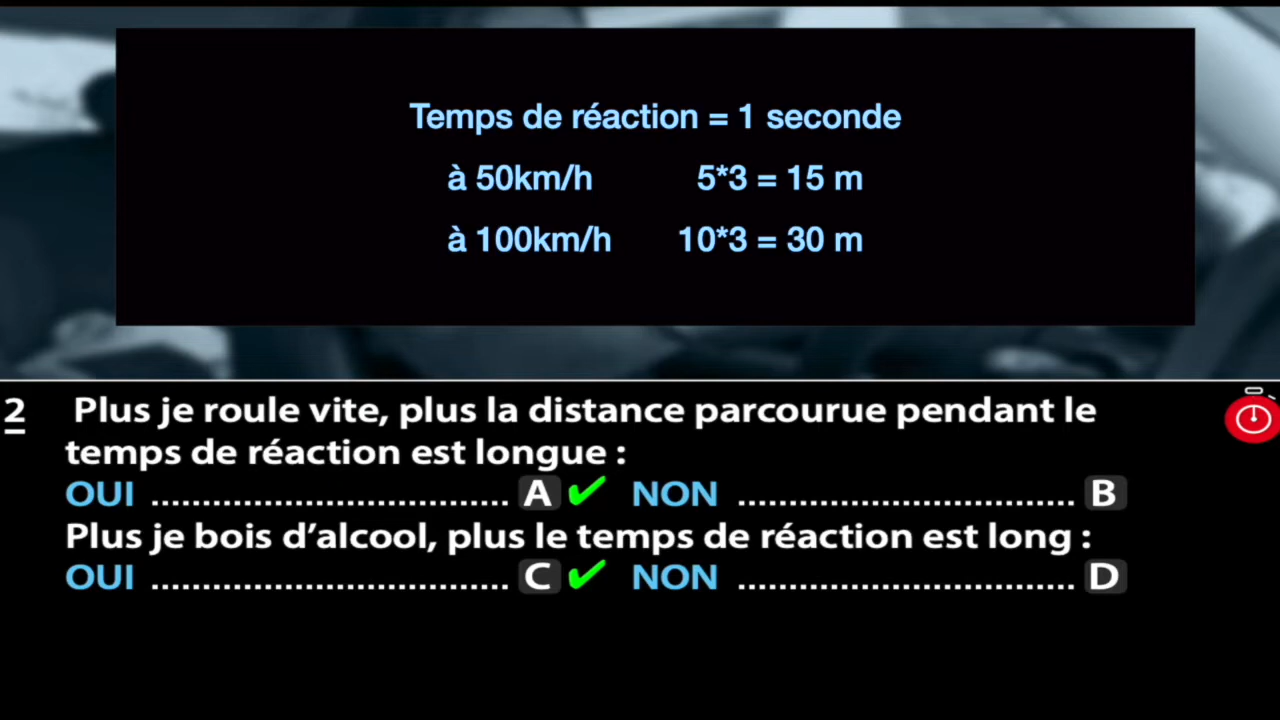 Temps de réaction = 1 seconde
à 50km/h 5*3 = 15 m
à 100km/h 10*3 = 30 m
2 Plus je roule vite, plus la distance parcourue pendant le
temps de réaction est longue :
OUI .................................. A ✔ NON .................................. B
Plus je bois d’alcool, plus le temps de réaction est long :
OUI .................................. C ✔ NON .................................. D